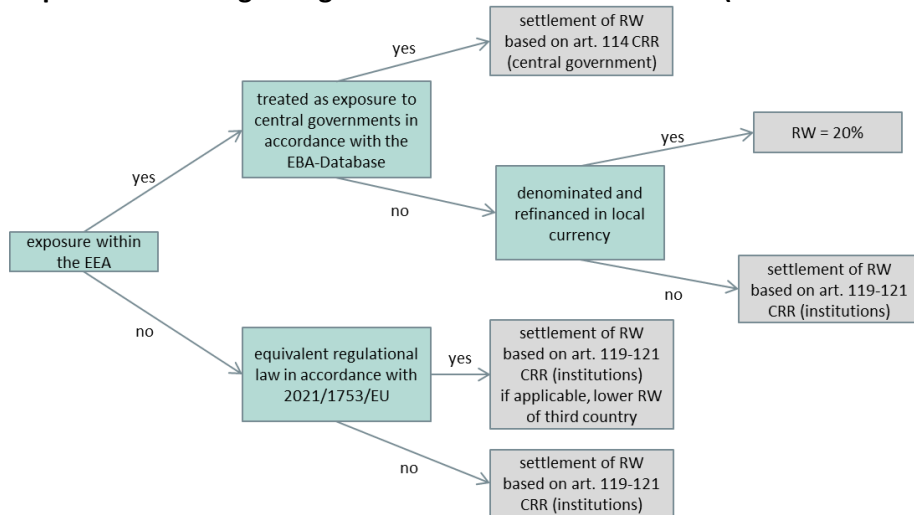 settlement of RW
based on art. 114 CRR
(central government)
yes
treated as exposure to
central governments in
accordance with the
EBA-Database
yes
RW = 20%
yes
no
denominated and
refinanced in local
currency
exposure within
the EEA
no
settlement of RW
based on art. 119-121
CRR (institutions)
no
equivalent regulational
law in accordance with
2021/1753/EU
yes
settlement of RW
based on art. 119-121
CRR (institutions)
if applicable, lower RW
of third country
no
settlement of RW
based on art. 119-121
CRR (institutions)